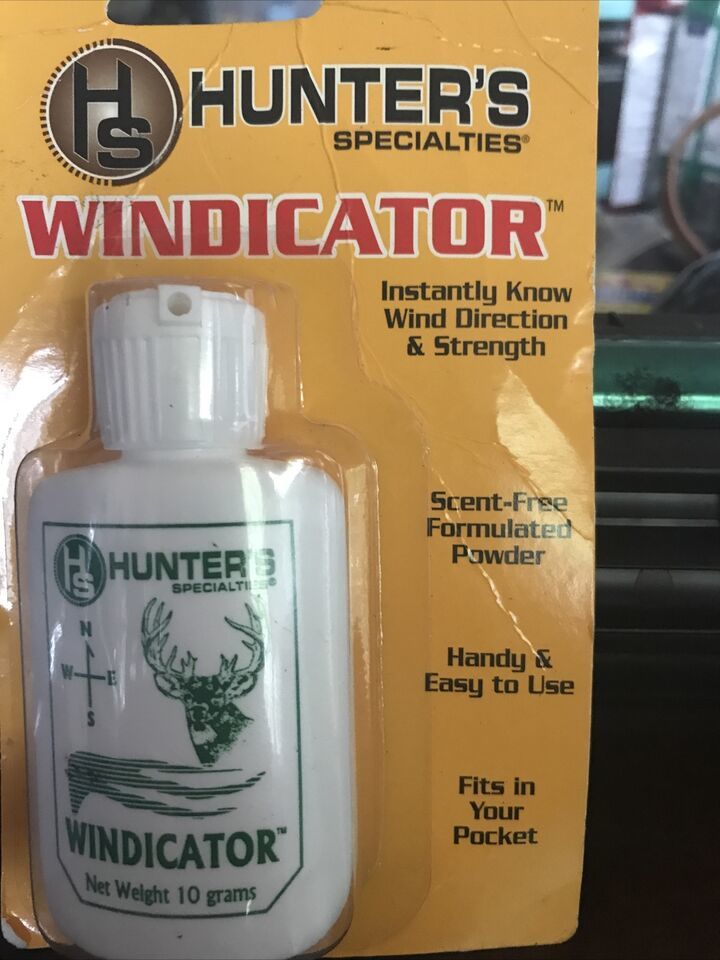 HS
HUNTER'S
SPECIALTIES®
WINDICATOR™
Instantly Know
Wind Direction
& Strength
Scent-Free
Formulated
Powder
Handy &
Easy to Use
Fits in
Your
Pocket
HS
HUNTER'S
SPECIALTIES®
N
W E
S
WINDICATOR™
Net Weight 10 grams